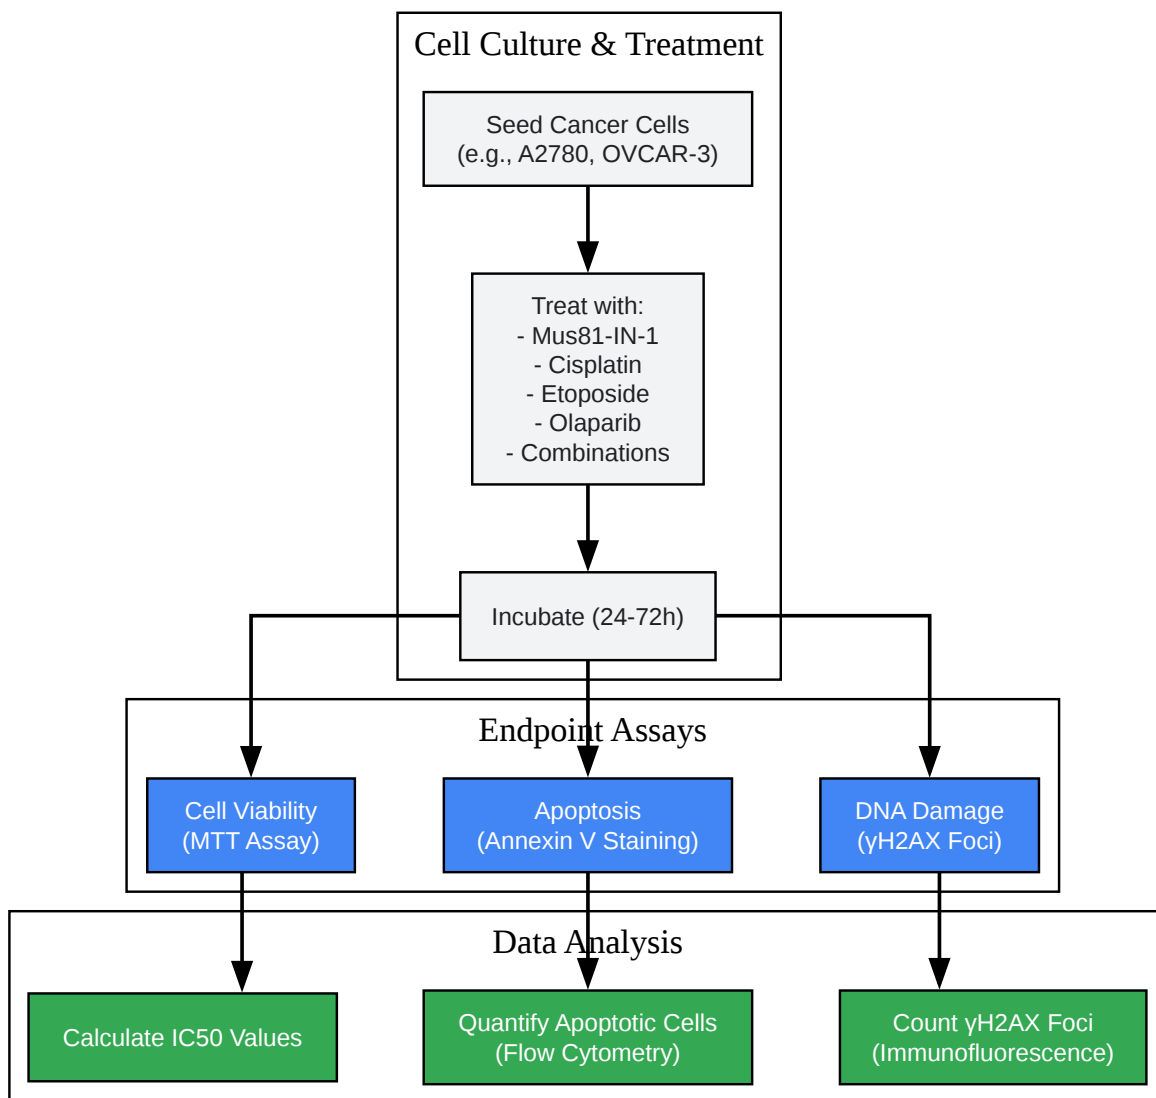 Cell Culture & Treatment
Seed Cancer Cells
(e.g., A2780, OVCAR-3)
Treat with:
- Mus81-IN-1
- Cisplatin
- Etoposide
- Olaparib
- Combinations
Incubate (24-72h)
Endpoint Assays
Cell Viability
(MTT Assay)
Apoptosis
(Annexin V Staining)
DNA Damage
(γH2AX Foci)
Data Analysis
Calculate IC50 Values
Quantify Apoptotic Cells
(Flow Cytometry)
Count γH2AX Foci
(Immunofluorescence)